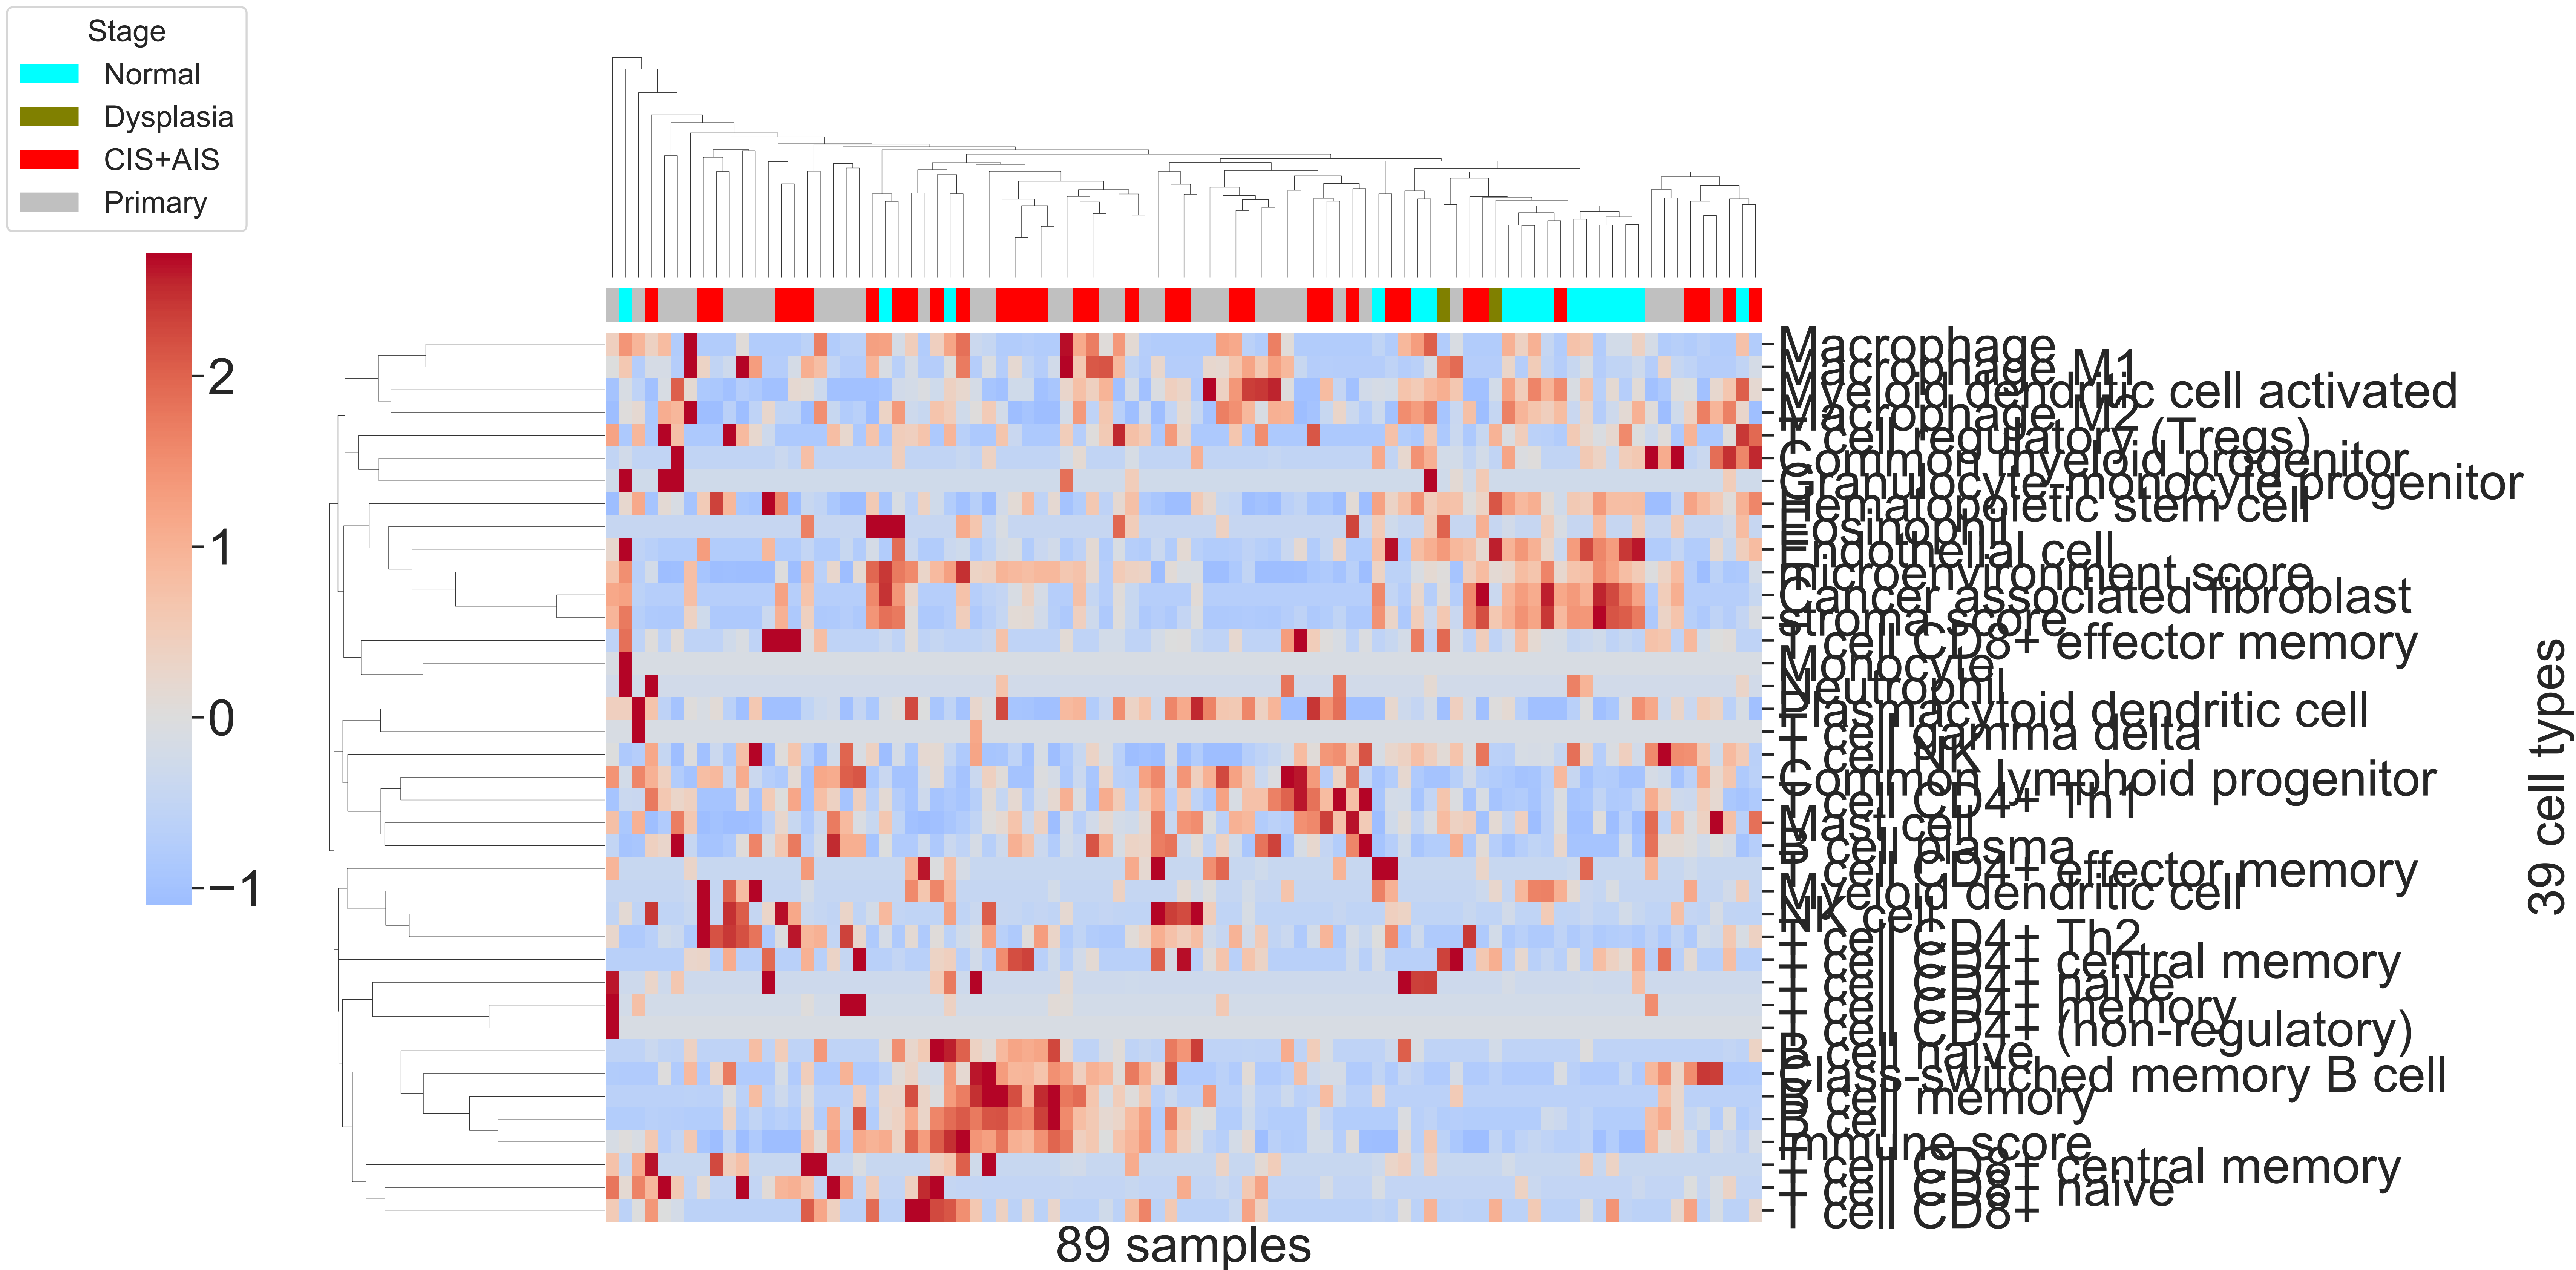 Stage
Normal
Dysplasia
CIS+AIS
Primary
2
1
0
−1
Macrophage
Macrophage M1
Myeloid dendritic cell activated
Macrophage M2
T cell regulatory (Tregs)
Common myeloid progenitor
Granulocyte-monocyte progenitor
Hematopoietic stem cell
Eosinophil
Endothelial cell
microenvironment score
Cancer associated fibroblast
stroma score
T cell CD8+ effector memory
Monocyte
Neutrophil
Plasmacytoid dendritic cell
T cell gamma delta
T cell NK
Common lymphoid progenitor
T cell CD4+ Th1
Mast cell
B cell plasma
T cell CD4+ effector memory
Myeloid dendritic cell
NK cell
T cell CD4+ Th2
T cell CD4+ central memory
T cell CD4+ naive
T cell CD4+ memory
T cell CD4+ (non-regulatory)
B cell naive
Class-switched memory B cell
B cell memory
B cell
immune score
T cell CD8+ central memory
T cell CD8+ naive
T cell CD8+
39 cell types
89 samples